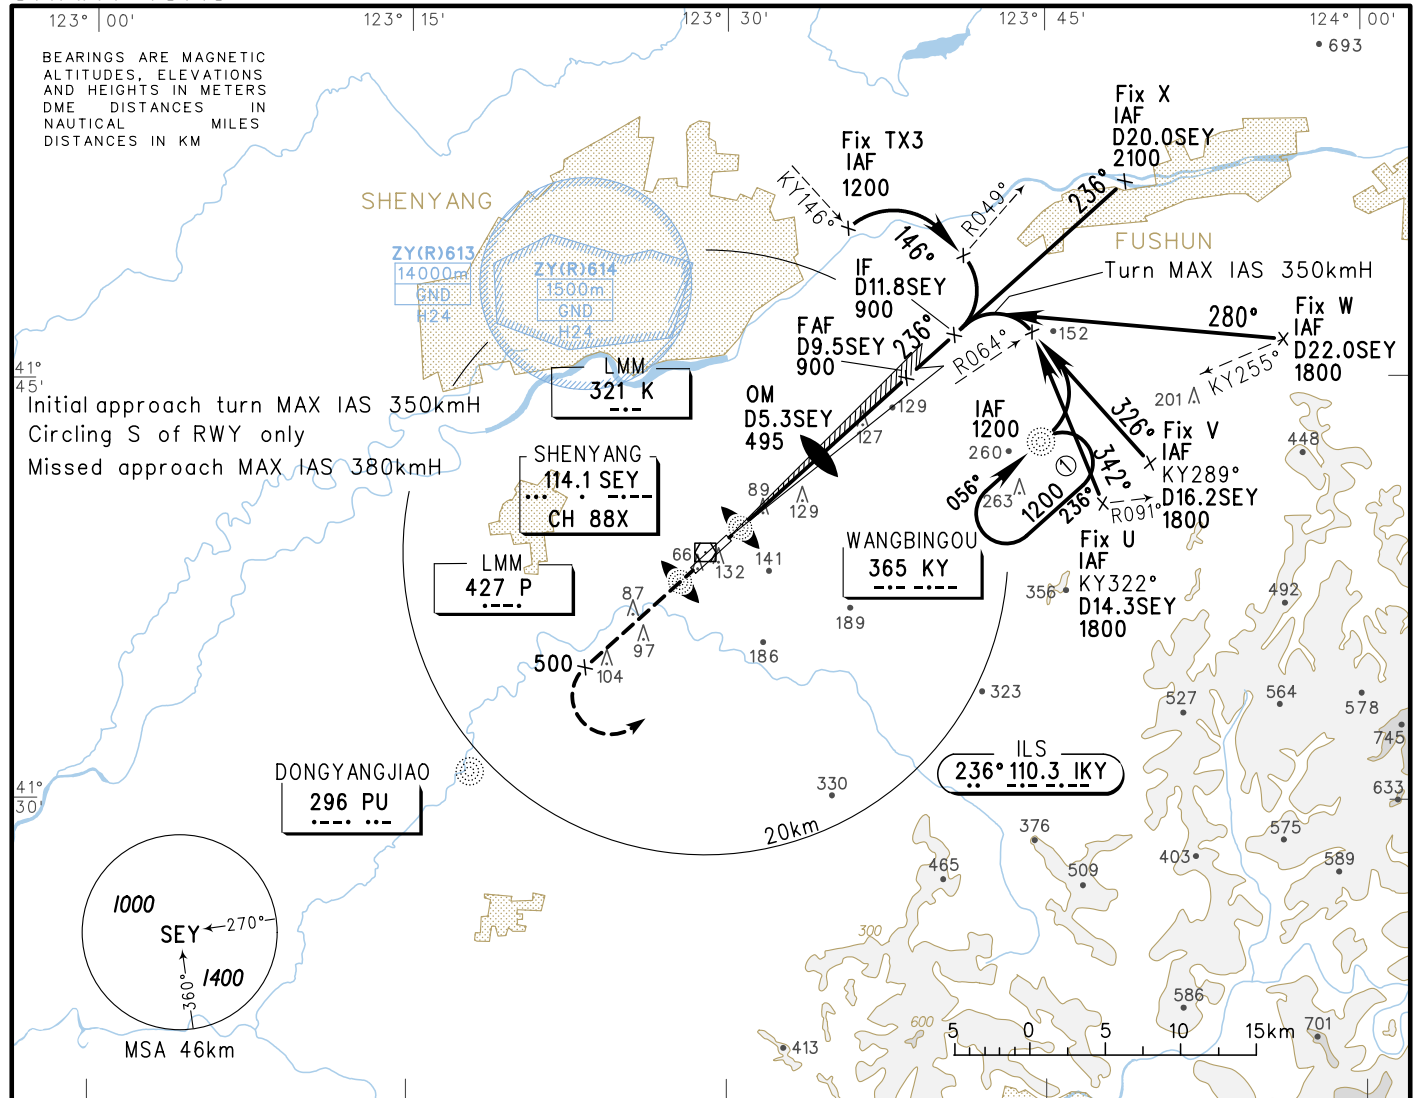 123° 00'
123° 15'
123° 30'
123° 45'
124° 00'
BEARINGS ARE MAGNETIC
ALTITUDES, ELEVATIONS
AND HEIGHTS IN METERS
DME DISTANCES IN
NAUTICAL MILES
DISTANCES IN KM
693
Fix X
IAF
D20.0SEY
2100
Fix TX3
IAF
1200
KY146°
146°
R049°
236°
SHENYANG
FUSHUN
ZY(R)613
14000m
GND
H24
ZY(R)614
1500m
GND
H24
IF
D11.8SEY
900
Turn MAX IAS 350kmH
Fix W
IAF
D22.0SEY
1800
280°
KY255°
FAF
D9.5SEY
900
236°
R064°
152
41°
45'
LMM
321 K
Initial approach turn MAX IAS 350kmH
Circling S of RWY only
Missed approach MAX IAS 380kmH
OM
D5.3SEY
495
129
127
IAF
1200
260
263
201
326°
Fix V
IAF
KY289°
D16.2SEY
1800
448
342°
056°
1200
1
236°
R091°
SHENYANG
114.1 SEY
CH 88X
89
129
WANGBINGOU
365 KY
Fix U
IAF
KY322°
D14.3SEY
1800
LMM
427 P
66
132
141
87
97
104
500
189
186
356
492
323
527
564
578
745
DONGYANGJIAO
296 PU
ILS
236° 110.3 IKY
41°
30'
330
20km
633
376
575
403
589
465
509
1000
SEY
270°
1400
360°
MSA 46km
300
600
586
701
413
5 0 5 10 15km